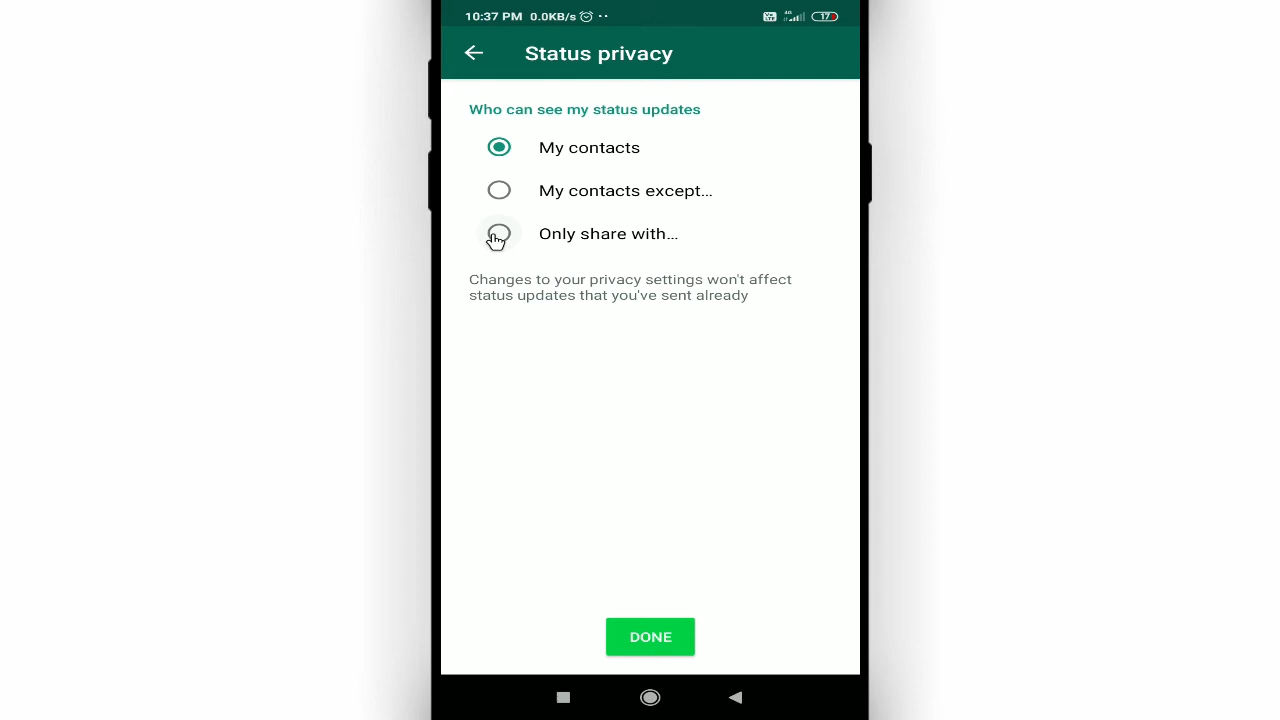 10:37 PM 0.0KB/s
17
Status privacy
Who can see my status updates
My contacts
My contacts except...
Only share with...
Changes to your privacy settings won't affect
status updates that you've sent already
DONE